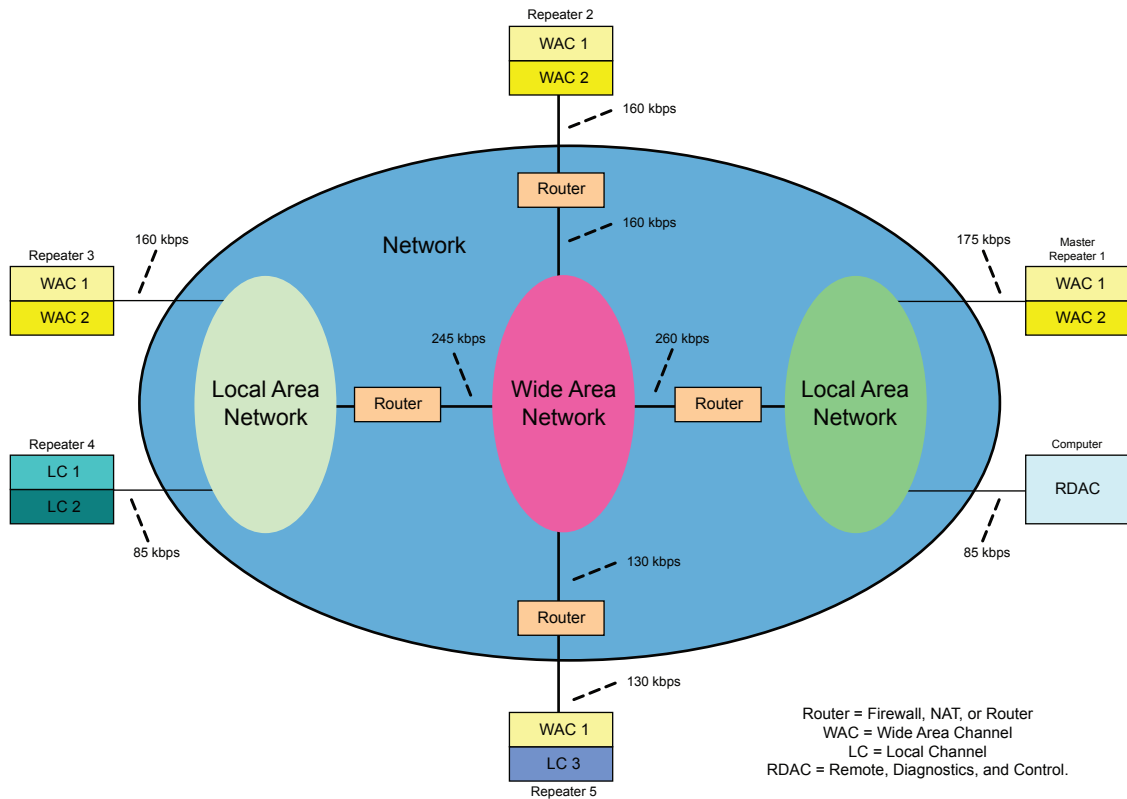 Repeater 2
WAC 1
WAC 2
160 kbps
Router
160 kbps
Network
Repeater 3
WAC 1
WAC 2
160 kbps
175 kbps
Master
Repeater 1
WAC 1
WAC 2
245 kbps
260 kbps
Local Area
Network
Router
Wide Area
Network
Router
Local Area
Network
Repeater 4
LC 1
LC 2
85 kbps
Computer
RDAC
85 kbps
130 kbps
Router
130 kbps
WAC 1
LC 3
Repeater 5
Router = Firewall, NAT, or Router
WAC = Wide Area Channel
LC = Local Channel
RDAC = Remote, Diagnostics, and Control.